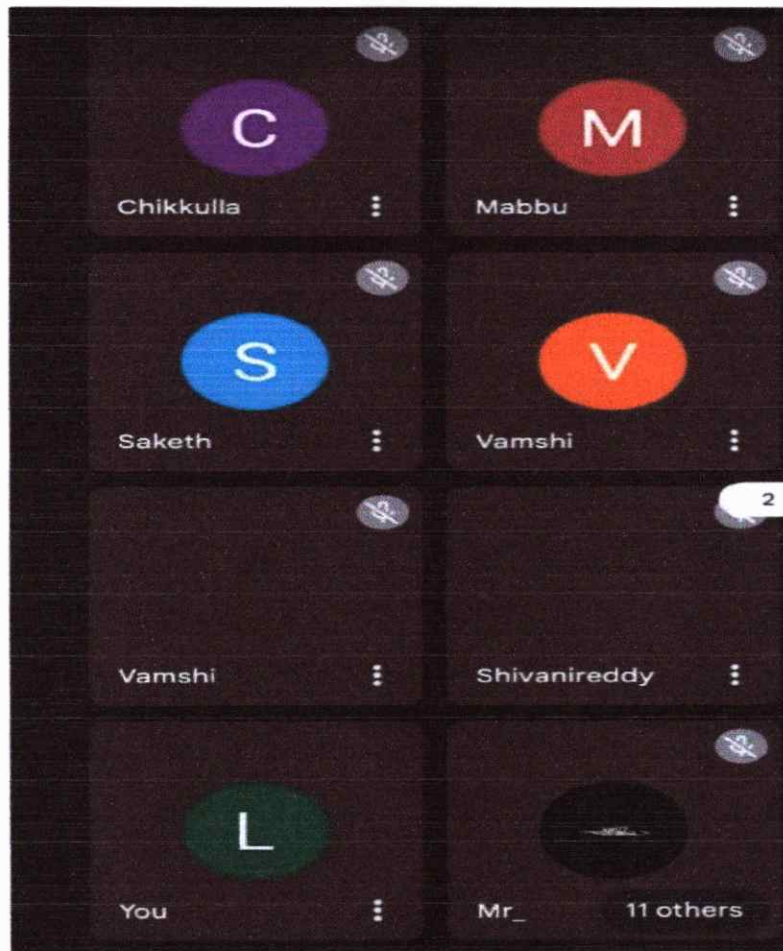 C M
Chikkulla Mabbu
S V
Saketh Vamshi
2
Vamshi Shivanireddy
L
You Mr_ 11 others